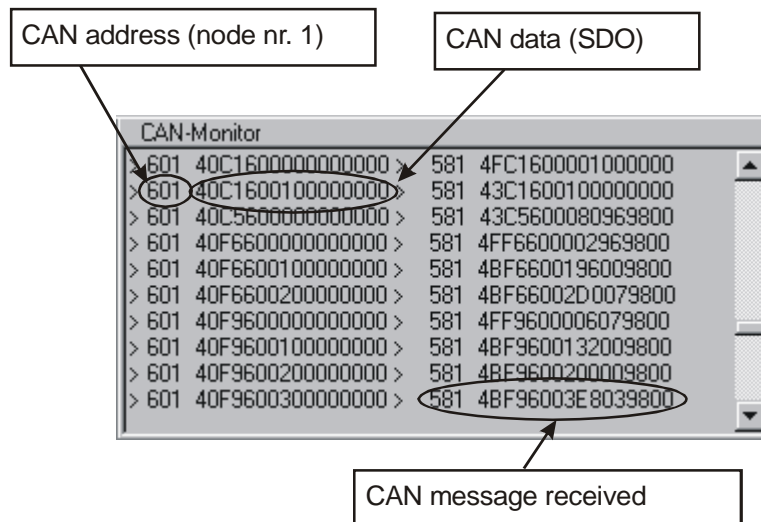 CAN address (node nr. 1)
CAN data (SDO)
CAN-Monitor
> 601 40C1600000000000 > 581 4FC1600001000000
> 601 40C1600100000000 > 581 43C1600100000000
> 601 40C5600000000000 > 581 43C5600080969800
> 601 40F6600000000000 > 581 4FF6600002969800
> 601 40F6600100000000 > 581 4BF6600196009800
> 601 40F6600200000000 > 581 4BF66002D0079800
> 601 40F9600000000000 > 581 4FF9600006079800
> 601 40F9600100000000 > 581 4BF9600132009800
> 601 40F9600200000000 > 581 4BF9600200009800
> 601 40F9600300000000 > 581 4BF96003E8039800
CAN message received